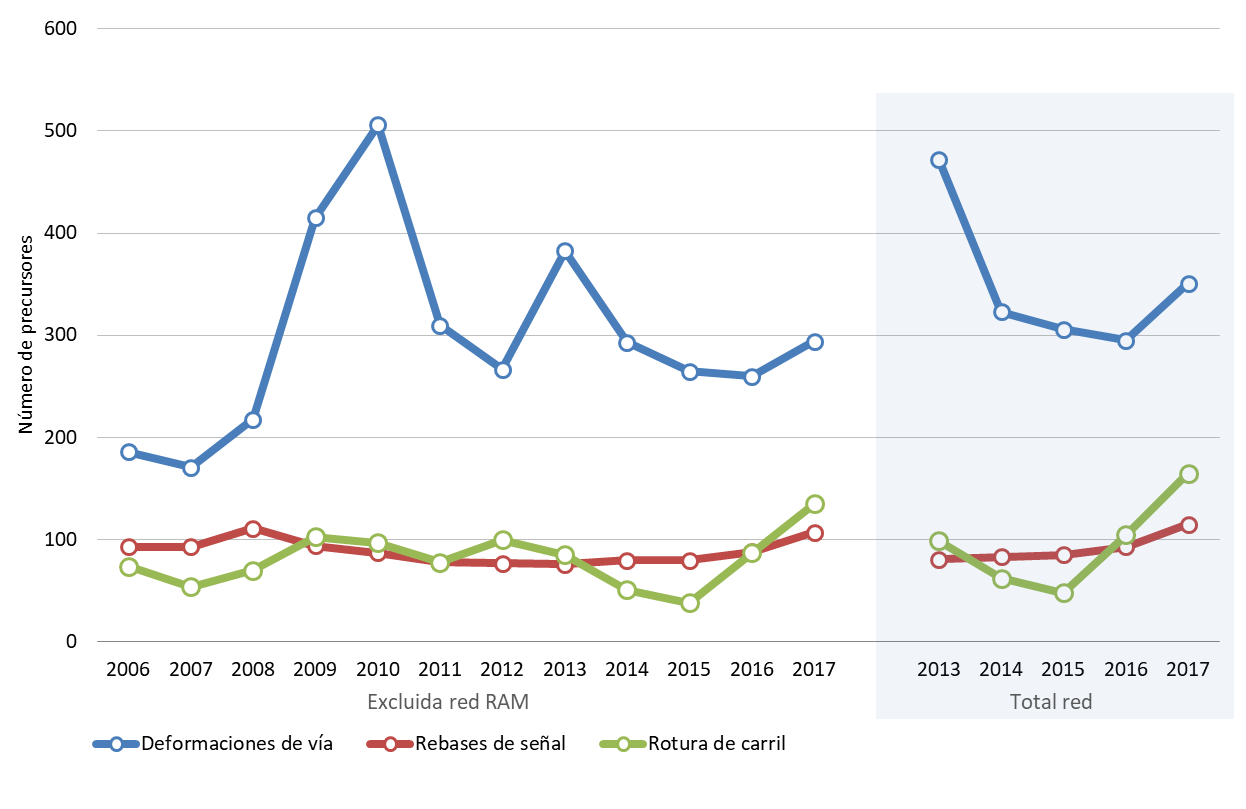 600
500
400
300
200
100
0
Número de precursores
2006 2007 2008 2009 2010 2011 2012 2013 2014 2015 2016 2017 2013 2014 2015 2016 2017
Excluida red RAM Total red
Deformaciones de vía Rebases de señal Rotura de carril